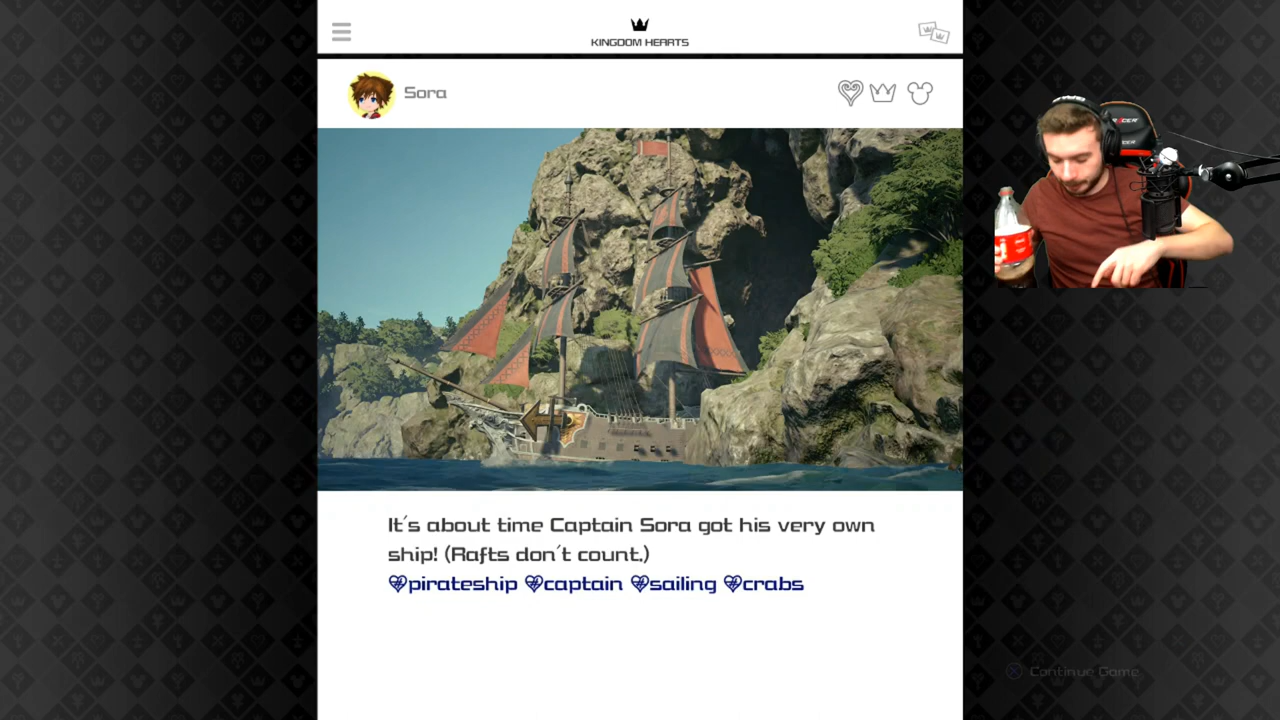 KINGDOM HEARTS
Sora
It's about time Captain Sora got his very own
ship! (Rafts don't count.)
pirateship captain sailing crabs
Continue Game